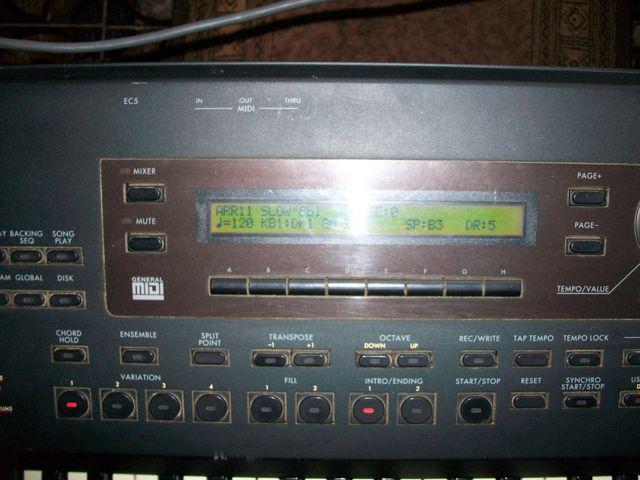 EC5 IN OUT THRU
MIDI
MIXER
PAGE+
MUTE
PAGE-
ARR11 SLOW 8b1
♩=120 KB1:Dr1 SP:B3 DR:5
BACKING SEQ
SONG PLAY
GLOBAL DISK
A B C D E F G H
GENERAL MIDI
TEMPO/VALUE
CHORD HOLD
ENSEMBLE
SPLIT POINT
TRANSPOSE
-1 +1
OCTAVE
DOWN UP
REC/WRITE
TAP TEMPO
TEMPO LOCK
VARIATION
1 2 3 4
FILL
1 2
INTRO/ENDING
1 2
START/STOP
RESET
SYNCHRO START/STOP